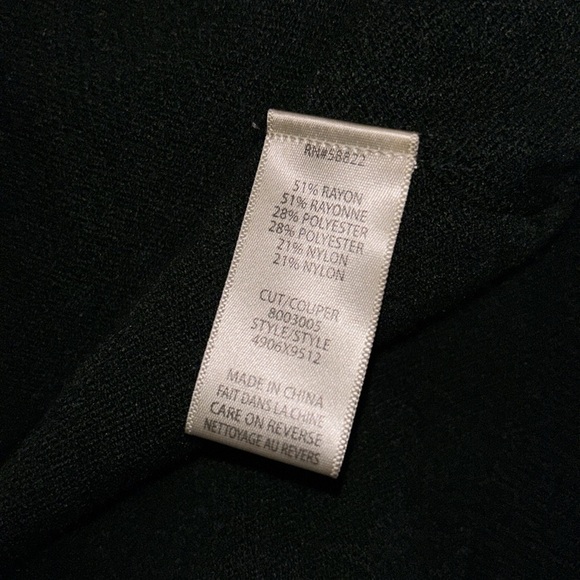 RN#58822
51% RAYON
51% RAYONNE
28% POLYESTER
28% POLYESTER
21% NYLON
21% NYLON
CUT/COUPER
8003005
STYLE/STYLE
4906X9512
MADE IN CHINA
FAIT DANS LA CHINE
CARE ON REVERSE
NETTOYAGE AU REVERS